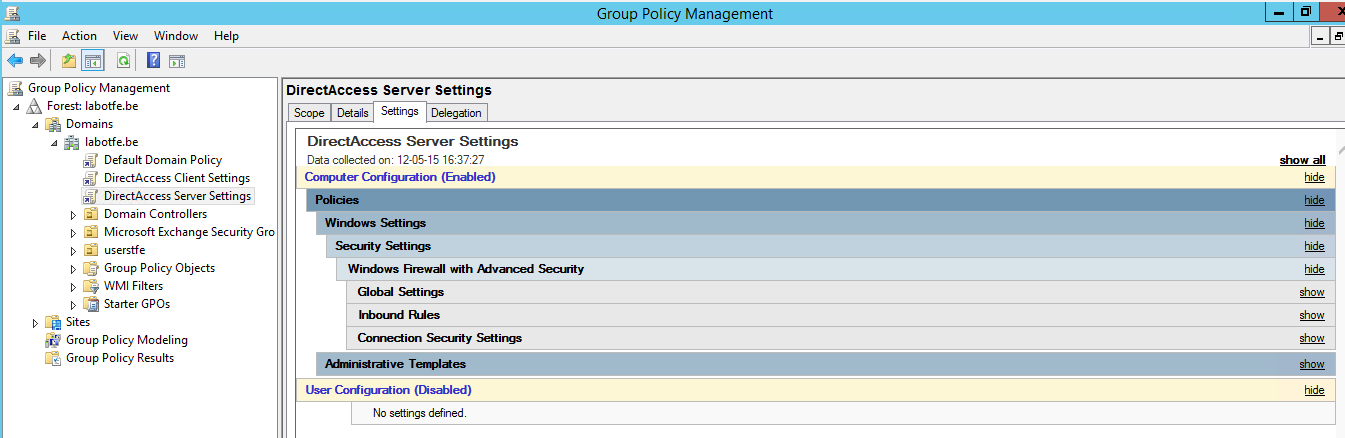 Group Policy Management
File Action View Window Help
Group Policy Management
Forest: labotfe.be
Domains
labotfe.be
Default Domain Policy
DirectAccess Client Settings
DirectAccess Server Settings
Domain Controllers
Microsoft Exchange Security Gro
userstfe
Group Policy Objects
WMI Filters
Starter GPOs
Sites
Group Policy Modeling
Group Policy Results
DirectAccess Server Settings
Scope Details Settings Delegation
DirectAccess Server Settings
Data collected on: 12-05-15 16:37:27 show all
Computer Configuration (Enabled) hide
Policies hide
Windows Settings hide
Security Settings hide
Windows Firewall with Advanced Security hide
Global Settings show
Inbound Rules show
Connection Security Settings show
Administrative Templates show
User Configuration (Disabled) hide
No settings defined.